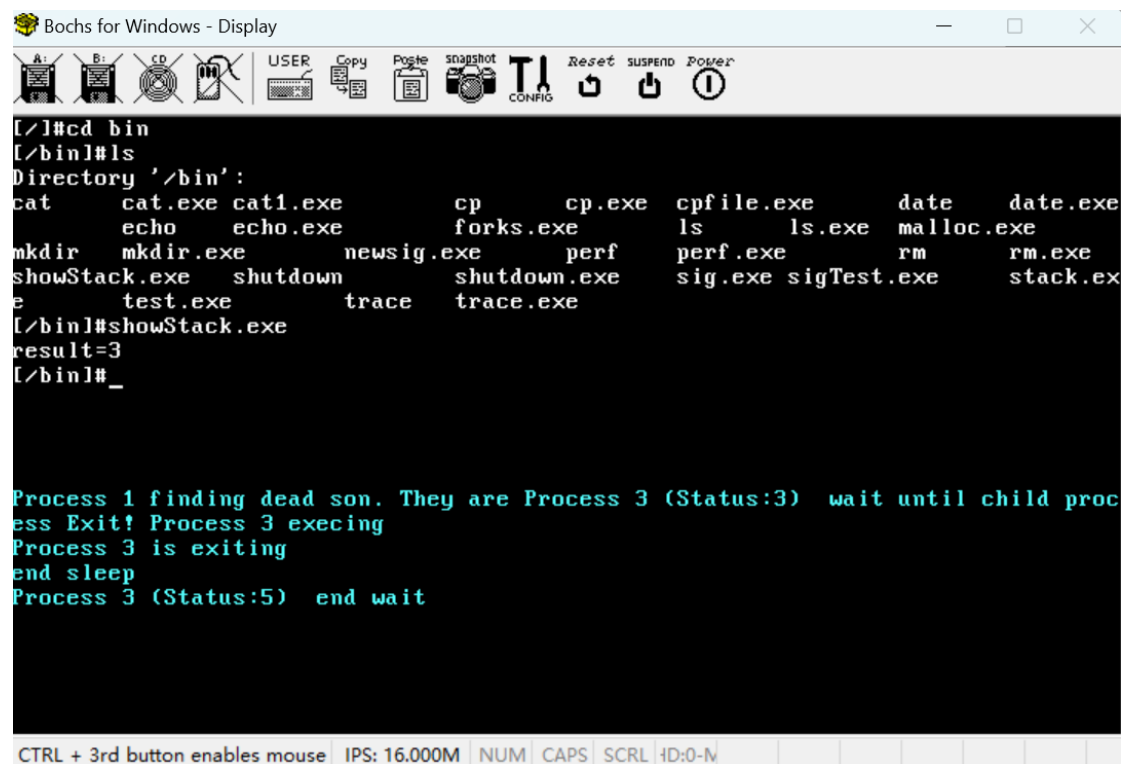 Bochs for Windows - Display
A: B: CD USER Copy Paste snapshot CONFIG Reset SUSPEND Power
[/]#cd bin
[/bin]#ls
Directory '/bin':
cat cat.exe cat1.exe cp cp.exe cpfile.exe date date.exe
echo echo.exe forks.exe ls ls.exe malloc.exe
mkdir mkdir.exe newsig.exe perf perf.exe rm rm.exe
showStack.exe shutdown shutdown.exe sig.exe sigTest.exe stack.ex
e test.exe trace trace.exe
[/bin]#showStack.exe
result=3
[/bin]#_
Process 1 finding dead son. They are Process 3 (Status:3) wait until child proc
ess Exit! Process 3 execing
Process 3 is exiting
end sleep
Process 3 (Status:5) end wait
CTRL + 3rd button enables mouse IPS: 16.000M NUM CAPS SCRL